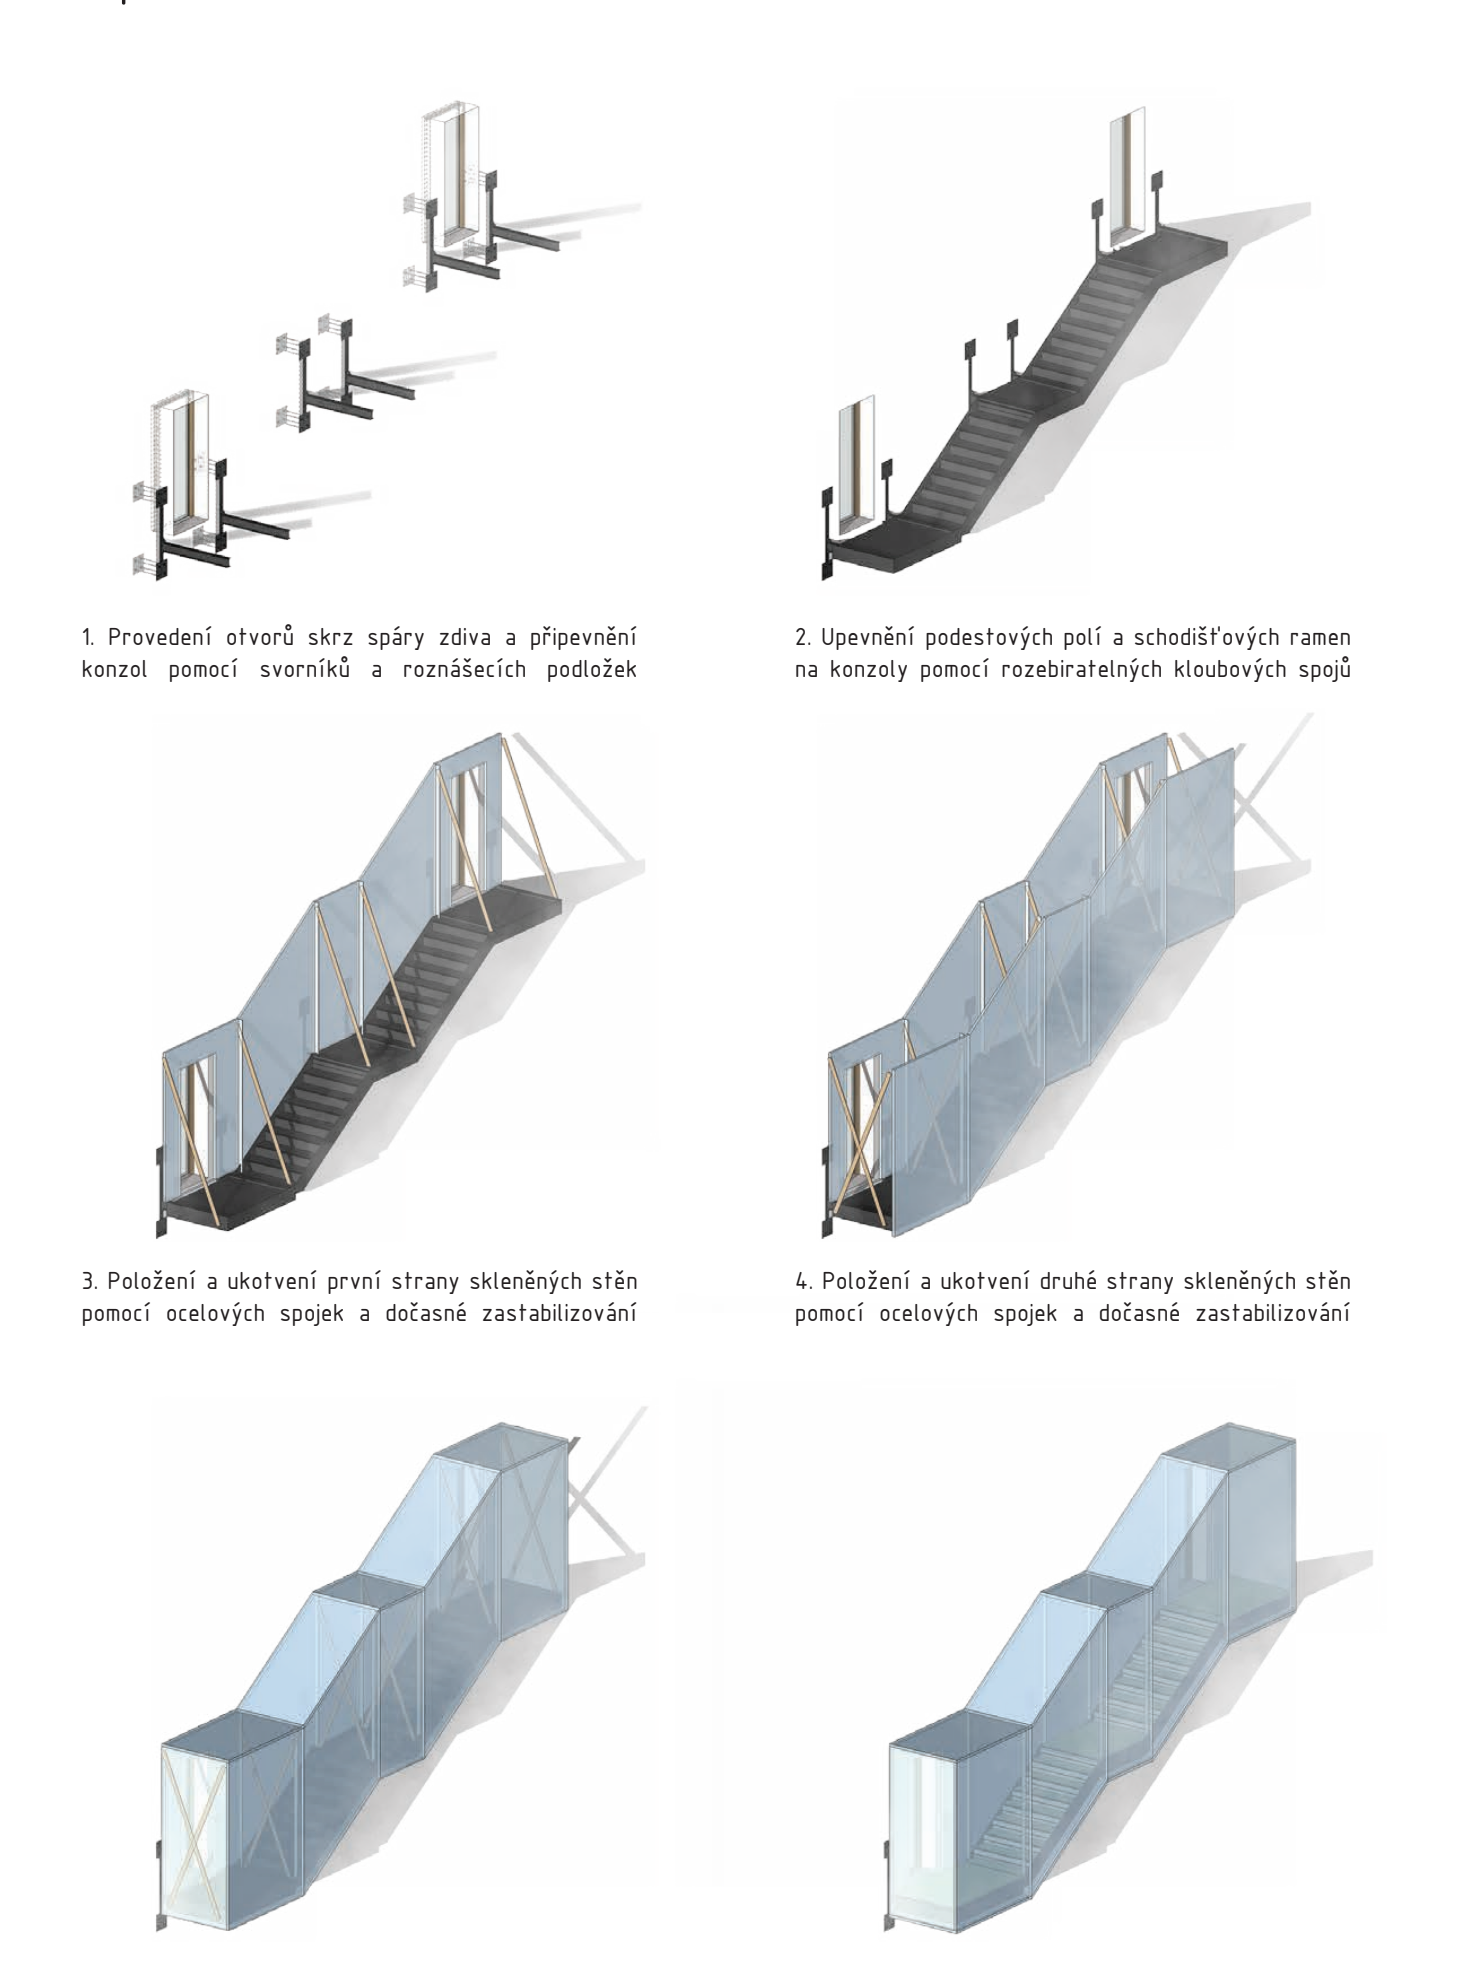 1. Provedení otvorů skrz spáry zdiva a připevnění
konzol pomocí svorníků a roznášecích podložek
2. Upevnění podestových polí a schodišťových ramen
na konzoly pomocí rozebiratelných kloubových spojů
3. Položení a ukotvení první strany skleněných stěn
pomocí ocelových spojek a dočasné zastabilizování
4. Položení a ukotvení druhé strany skleněných stěn
pomocí ocelových spojek a dočasné zastabilizování